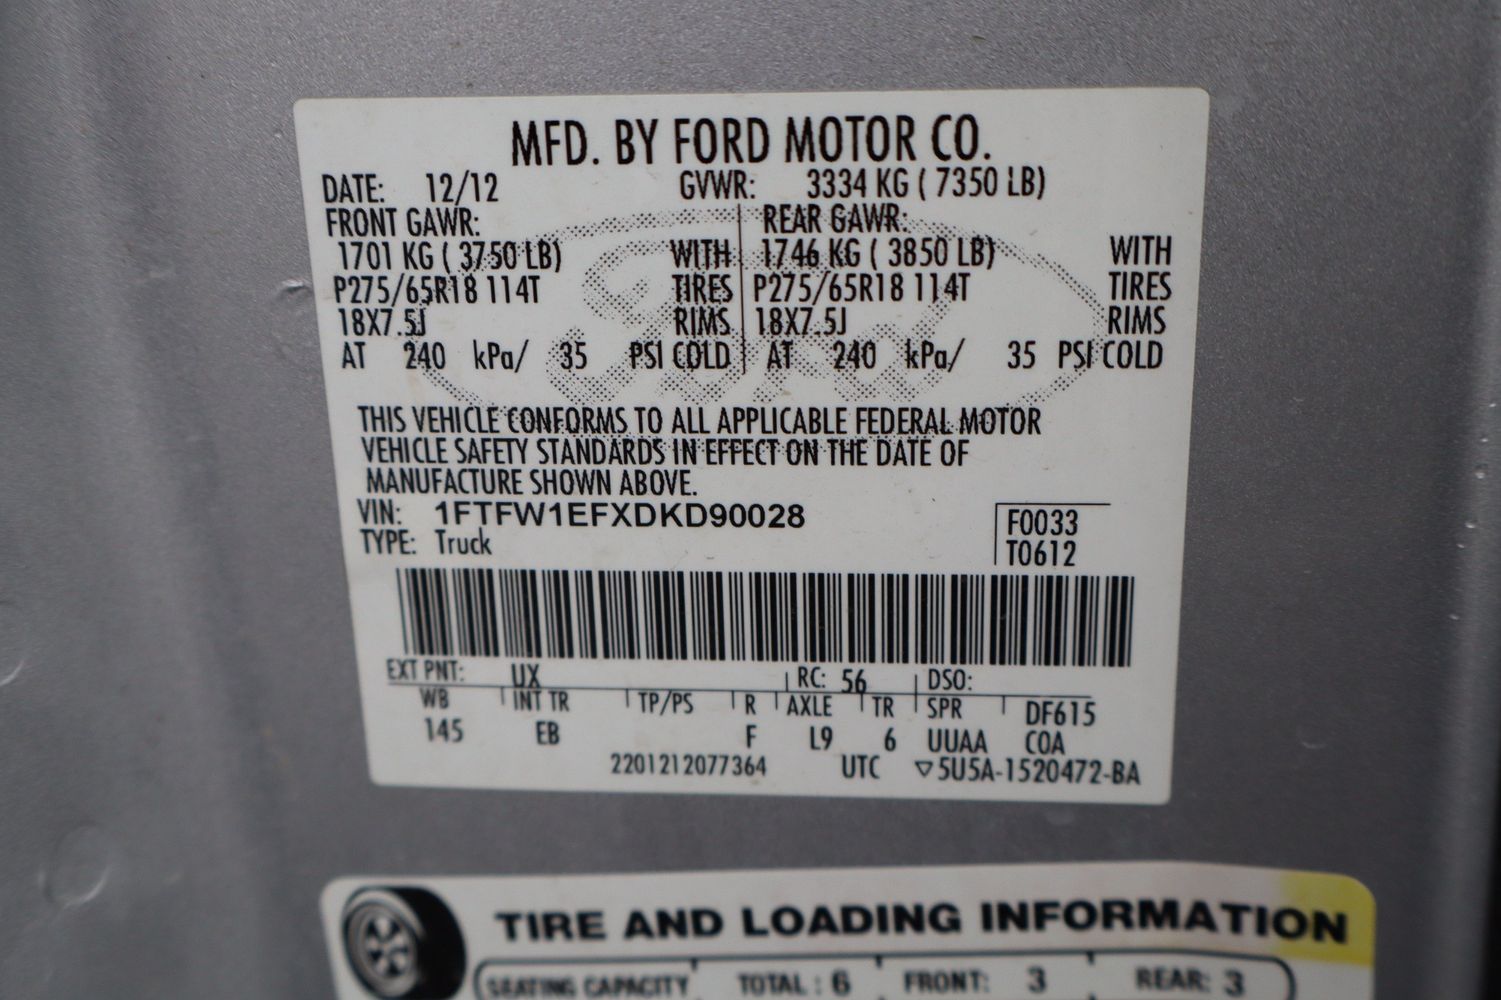 MFD. BY FORD MOTOR CO.
DATE: 12/12 GVWR: 3334 KG ( 7350 LB)
FRONT GAWR: REAR GAWR:
1701 KG ( 3750 LB) WITH 1746 KG ( 3850 LB) WITH
P275/65R18 114T TIRES P275/65R18 114T TIRES
18X7.5J RIMS 18X7.5J RIMS
AT 240 kPa/ 35 PSI COLD AT 240 kPa/ 35 PSI COLD
Ford
THIS VEHICLE CONFORMS TO ALL APPLICABLE FEDERAL MOTOR
VEHICLE SAFETY STANDARDS IN EFFECT ON THE DATE OF
MANUFACTURE SHOWN ABOVE.
VIN: 1FTFW1EFXDKD90028 F0033
TYPE: Truck T0612
EXT PNT: UX RC: 56 DSO:
WB INT TR TP/PS R AXLE TR SPR DF615
145 EB F L9 6 UUAA COA
2201212077364 UTC ▽5U5A-1520472-BA
TIRE AND LOADING INFORMATION
SEATING CAPACITY TOTAL : 6 FRONT: 3 REAR: 3